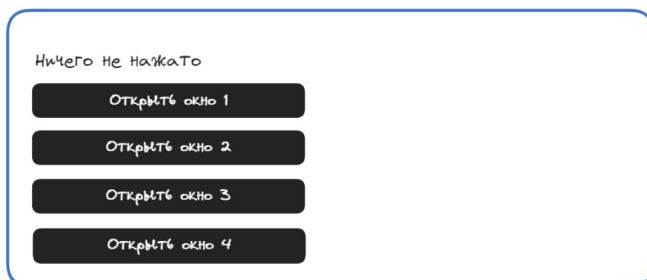 Ничего не нажато
Открыть окно 1
Открыть окно 2
Открыть окно 3
Открыть окно 4